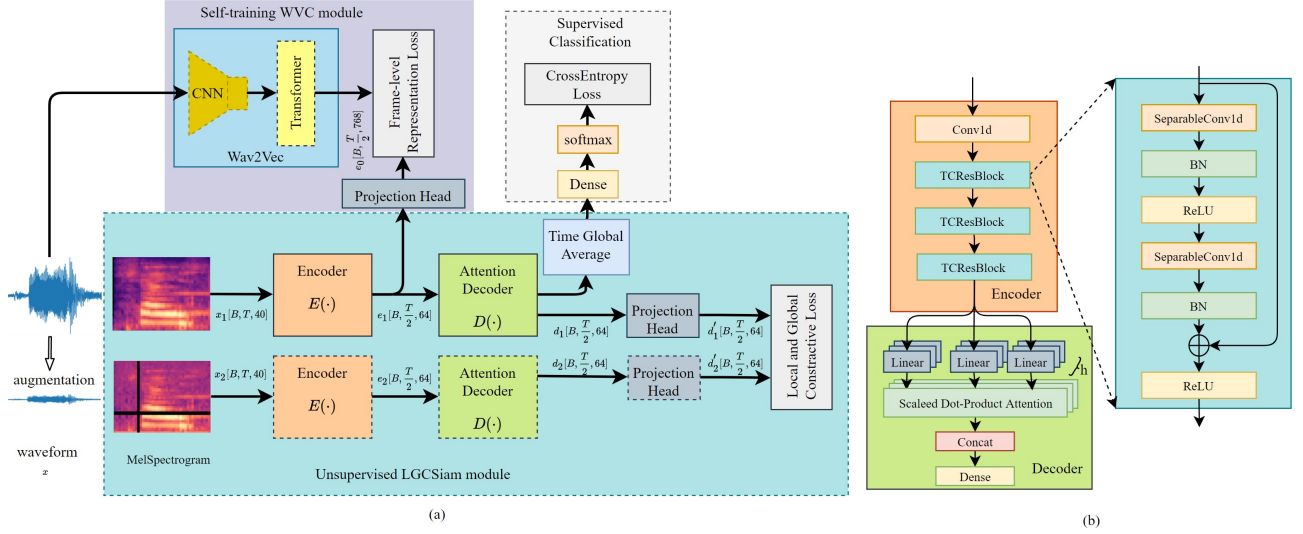 Self-training WVC module
CNN
Transformer
Wav2Vec
e₀[B, T/2, 768]
Frame-level
Representation Loss
Projection Head
Supervised
Classification
CrossEntropy
Loss
softmax
Dense
Time Global
Average
augmentation
waveform
x
MelSpectrogram
x₁[B, T, 40]
Encoder
E(·)
e₁[B, T/2, 64]
Attention
Decoder
D(·)
d₁[B, T/2, 64]
Projection
Head
d₁′[B, T/2, 64]
x₂[B, T, 40]
Encoder
E(·)
e₂[B, T/2, 64]
Attention
Decoder
D(·)
d₂[B, T/2, 64]
Projection
Head
d₂′[B, T/2, 64]
Local and Global
Constractive Loss
Unsupervised LGCSiam module
(a)
Conv1d
TCResBlock
TCResBlock
TCResBlock
Encoder
Linear
Linear
Linear
h
Scaleed Dot-Product Attention
Concat
Dense
Decoder
SeparableConv1d
BN
ReLU
SeparableConv1d
BN
ReLU
(b)